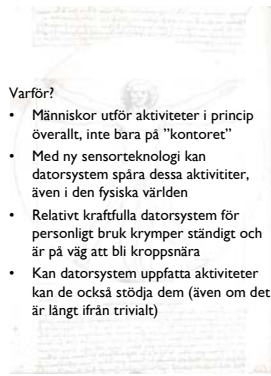 Varför?
• Människor utför aktiviteter i princip
överallt, inte bara på ”kontoret”
• Med ny sensorteknologi kan
datorsystem spåra dessa aktivititer,
även i den fysiska världen
• Relativt kraftfulla datorsystem för
personligt bruk krymper ständigt och
är på väg att bli kroppsnära
• Kan datorsystem uppfatta aktiviteter
kan de också stödja dem (även om det
är långt ifrån trivialt)